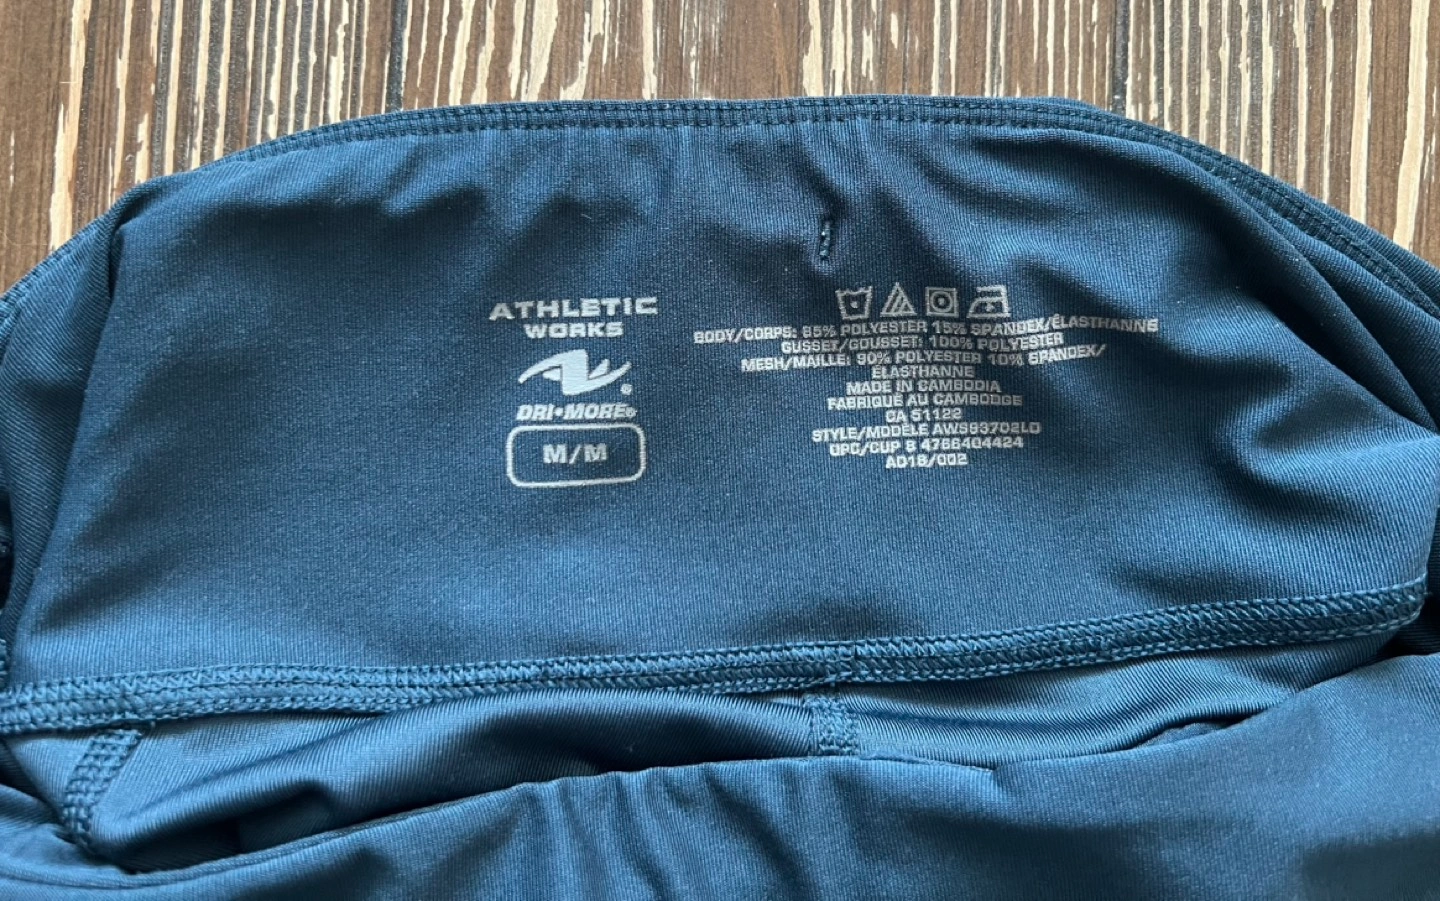 ATHLETIC
WORKS
DRI•MORE®
M/M
BODY/CORPS: 85% POLYESTER 15% SPANDEX/ÉLASTHANNE
GUSSET/GOUSSET: 100% POLYESTER
MESH/MAILLE: 90% POLYESTER 10% SPANDEX/
ÉLASTHANNE
MADE IN CAMBODIA
FABRIQUÉ AU CAMBODGE
CA 51122
STYLE/MODÈLE AWS93702LD
UPC/CUP 8 4766404424
AD18/002